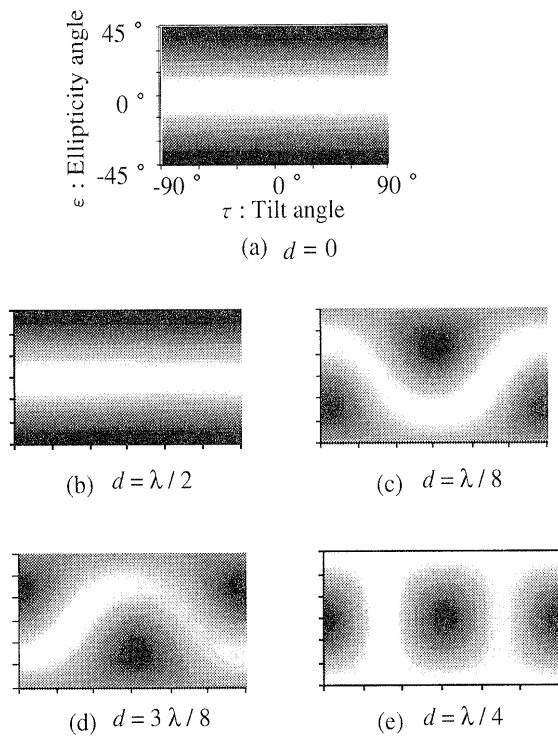 45 °
ε : Ellipticity angle
0 °
-45 °
-90 ° 0 ° 90 °
τ : Tilt angle
(a) d = 0
(b) d = λ / 2
(c) d = λ / 8
(d) d = 3 λ / 8
(e) d = λ / 4